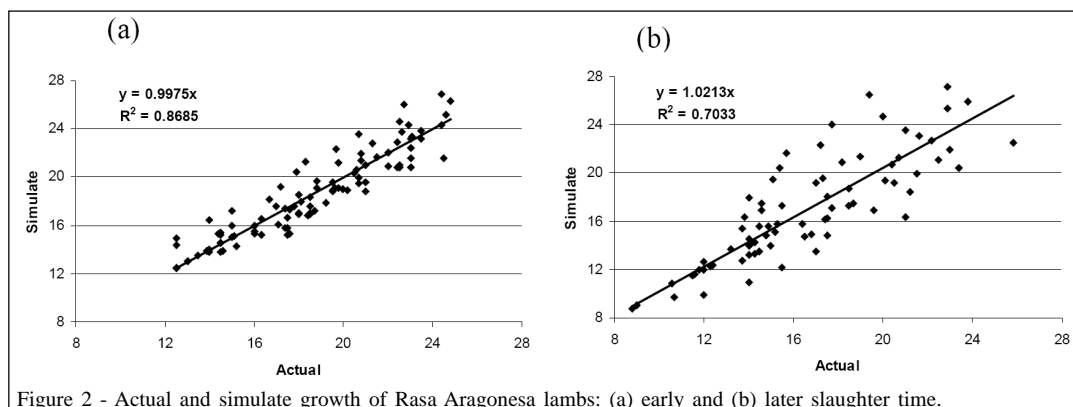 (a)
(b)
y = 0.9975x
R² = 0.8685
28
24
20
16
12
8
8
12
16
20
24
28
Simulate
Actual
y = 1.0213x
R² = 0.7033
28
24
20
16
12
8
8
12
16
20
24
28
Simulate
Actual
Figure 2 - Actual and simulate growth of Rasa Aragonesa lambs: (a) early and (b) later slaughter time.